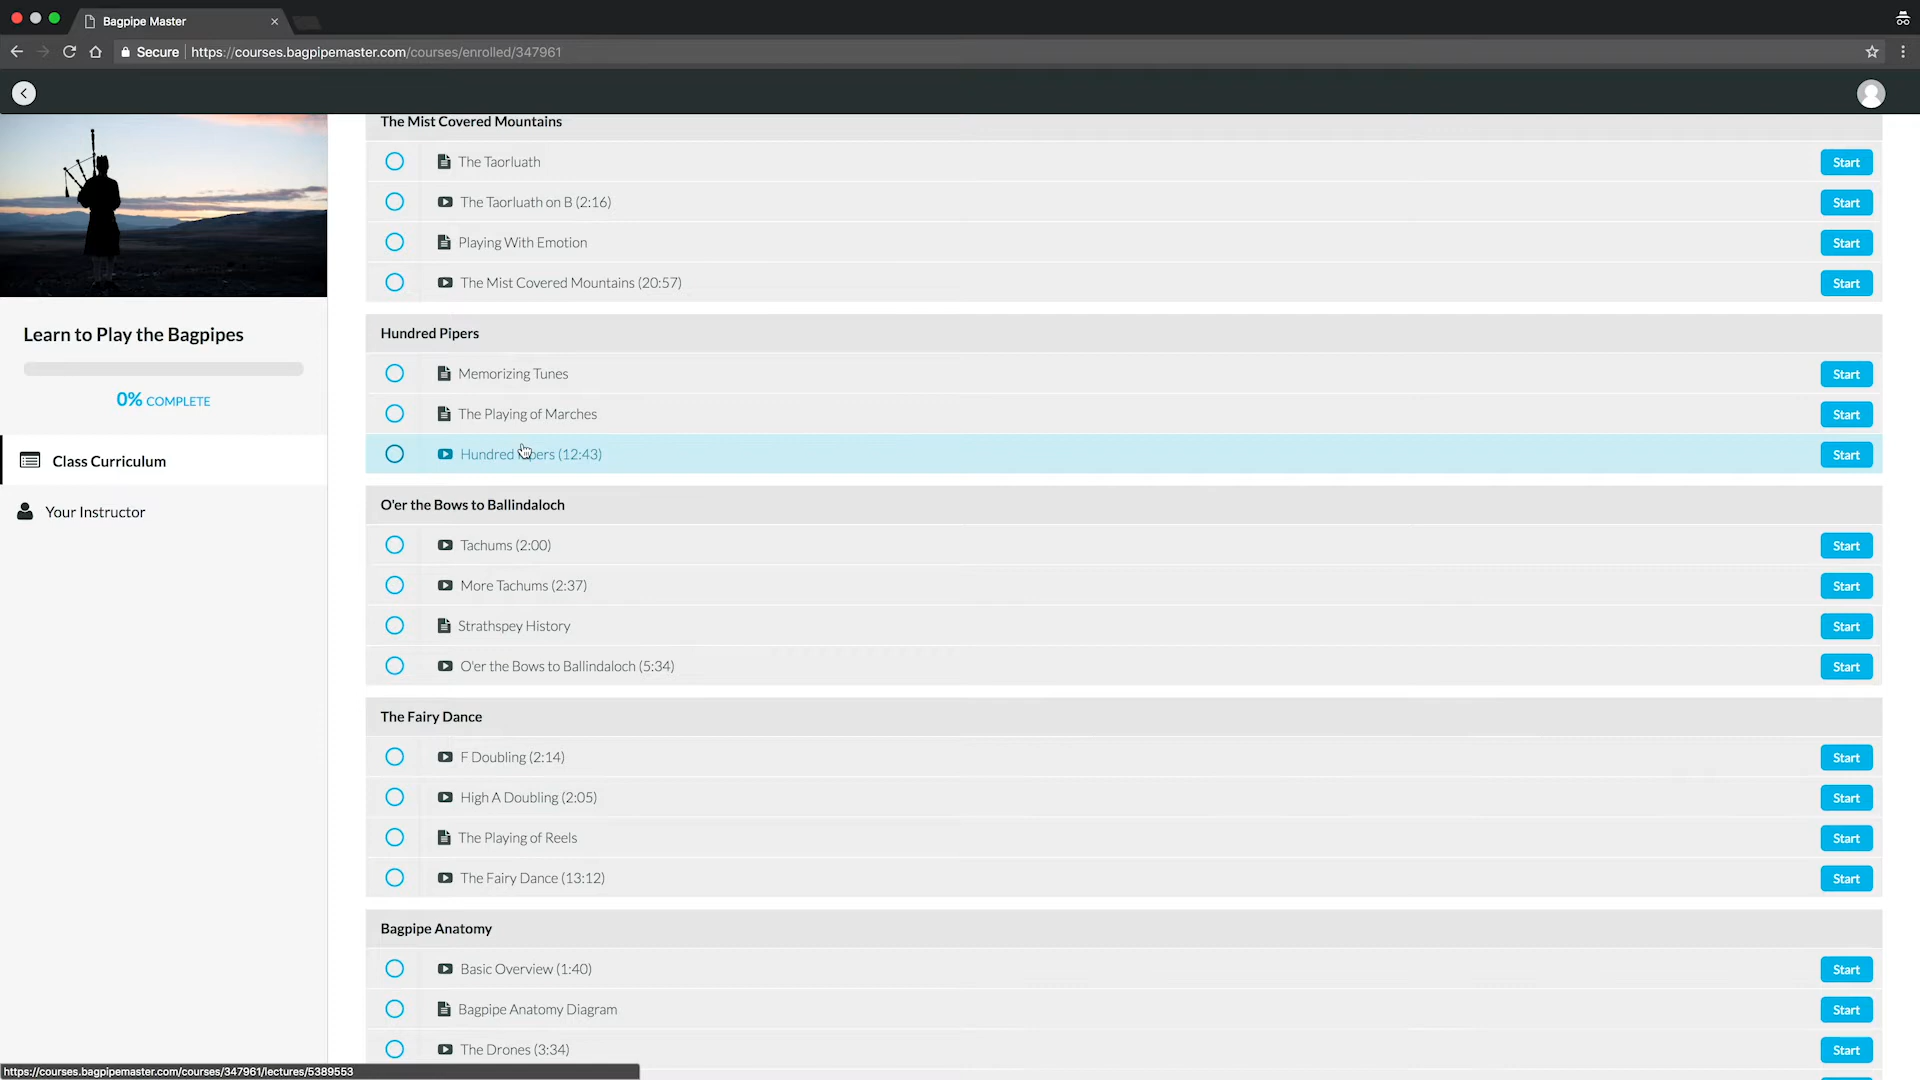 Bagpipe Master
Secure https://courses.bagpipemaster.com/courses/enrolled/347961
The Mist Covered Mountains
The Taorluath Start
The Taorluath on B (2:16) Start
Playing With Emotion Start
The Mist Covered Mountains (20:57) Start
Learn to Play the Bagpipes
0% COMPLETE
Class Curriculum
Your Instructor
Hundred Pipers
Memorizing Tunes Start
The Playing of Marches Start
Hundred Pipers (12:43) Start
O'er the Bows to Ballindaloch
Tachums (2:00) Start
More Tachums (2:37) Start
Strathspey History Start
O'er the Bows to Ballindaloch (5:34) Start
The Fairy Dance
F Doubling (2:14) Start
High A Doubling (2:05) Start
The Playing of Reels Start
The Fairy Dance (13:12) Start
Bagpipe Anatomy
Basic Overview (1:40) Start
Bagpipe Anatomy Diagram Start
The Drones (3:34) Start
https://courses.bagpipemaster.com/courses/347961/lectures/5389553